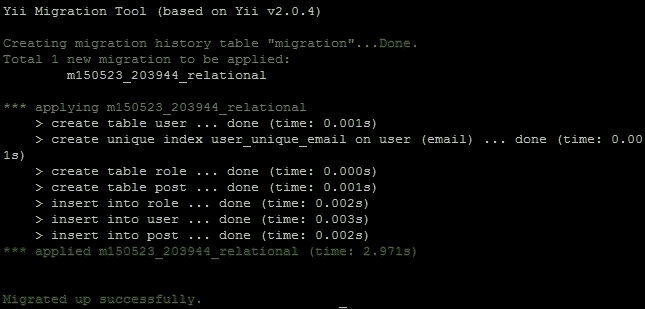 Yii Migration Tool (based on Yii v2.0.4)
Creating migration history table "migration"...Done.
Total 1 new migration to be applied:
m150523_203944_relational
*** applying m150523_203944_relational
> create table user ... done (time: 0.001s)
> create unique index user_unique_email on user (email) ... done (time: 0.00
1s)
> create table role ... done (time: 0.000s)
> create table post ... done (time: 0.001s)
> insert into role ... done (time: 0.002s)
> insert into user ... done (time: 0.003s)
> insert into post ... done (time: 0.002s)
*** applied m150523_203944_relational (time: 2.971s)
Migrated up successfully.